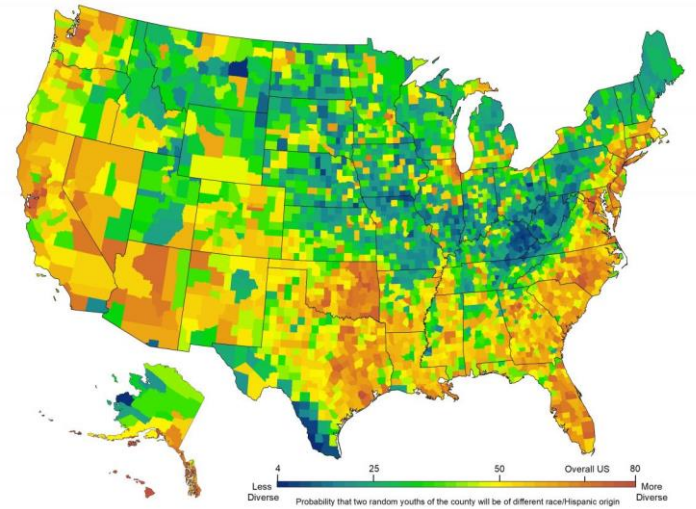 4 25 50 Overall US 80
Less Diverse
More Diverse
Probability that two random youths of the county will be of different race/Hispanic origin